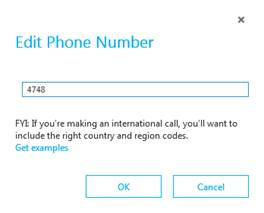 Edit Phone Number
4748
FYI: If you're making an international call, you'll want to
include the right country and region codes.
Get examples
OK
Cancel